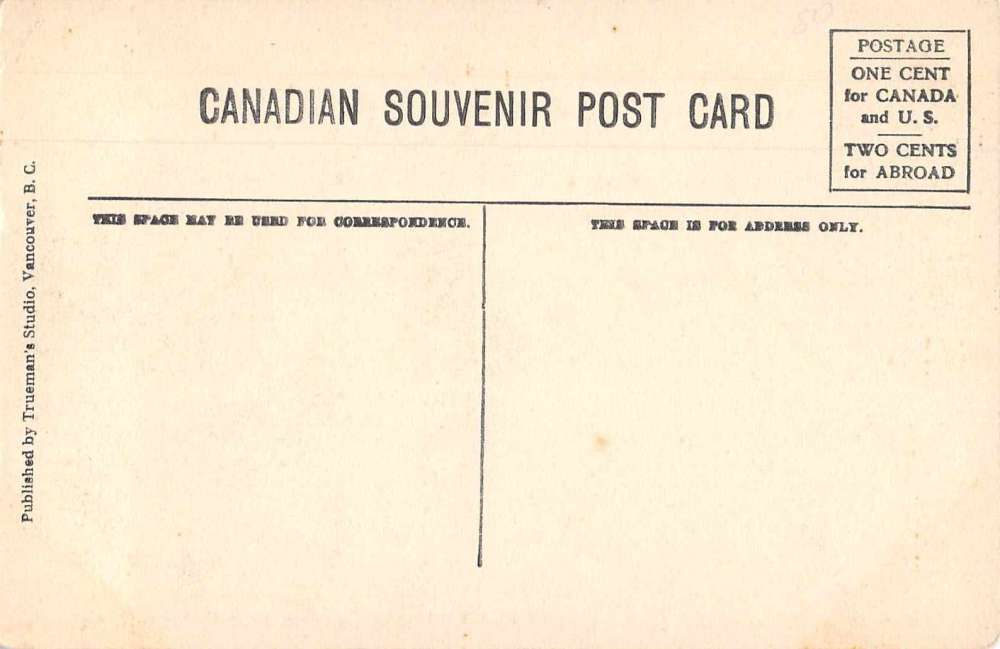 CANADIAN SOUVENIR POST CARD
POSTAGE
ONE CENT
for CANADA
and U. S.
TWO CENTS
for ABROAD
THIS SPACE MAY BE USED FOR CORRESPONDENCE.
THIS SPACE IS FOR ADDRESS ONLY.
Published by Trueman's Studio, Vancouver, B. C.